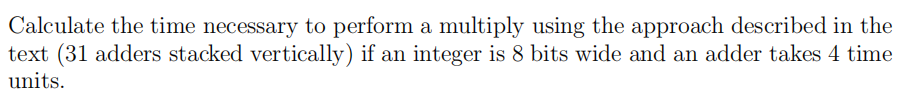 Calculate the time necessary to perform a multiply using the approach described in the
text (31 adders stacked vertically) if an integer is 8 bits wide and an adder takes 4 time
units.